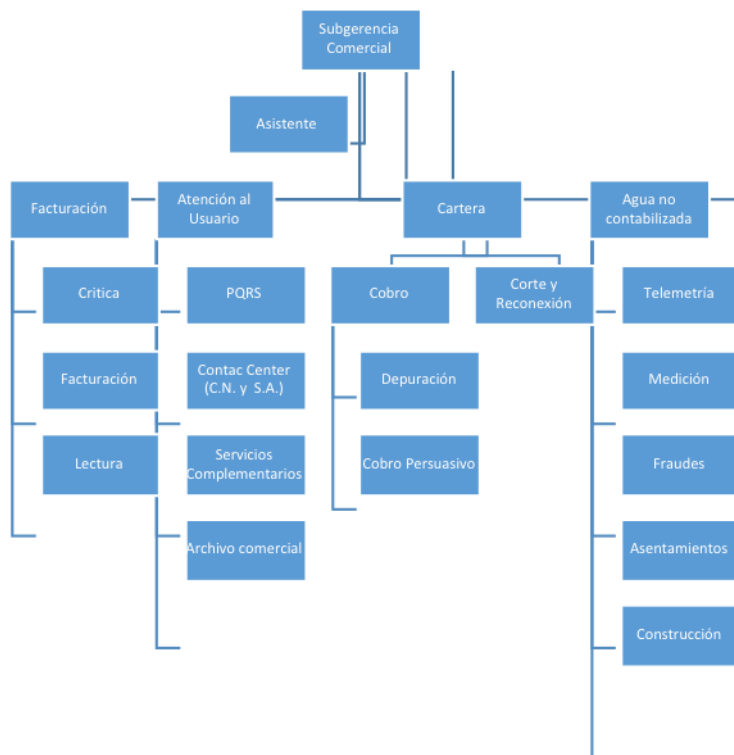 Subgerencia
Comercial
Asistente
Facturación
Atención al
Usuario
Cartera
Agua no
contabilizada
Critica
PQRS
Cobro
Corte y
Reconexión
Telemetría
Facturación
Contac Center
(C.N. y S.A.)
Depuración
Medición
Lectura
Servicios
Complementarios
Cobro Persuasivo
Fraudes
Archivo comercial
Asentamientos
Construcción